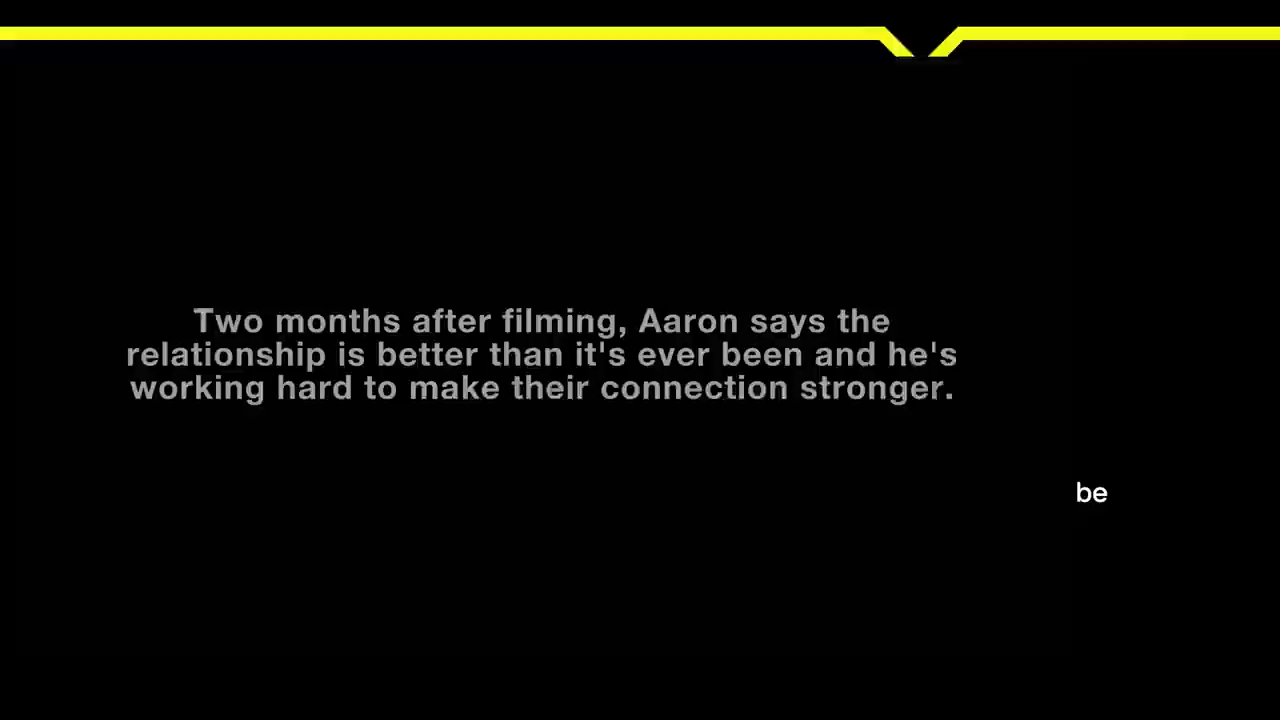 Two months after filming, Aaron says the
relationship is better than it's ever been and he's
working hard to make their connection stronger.
be